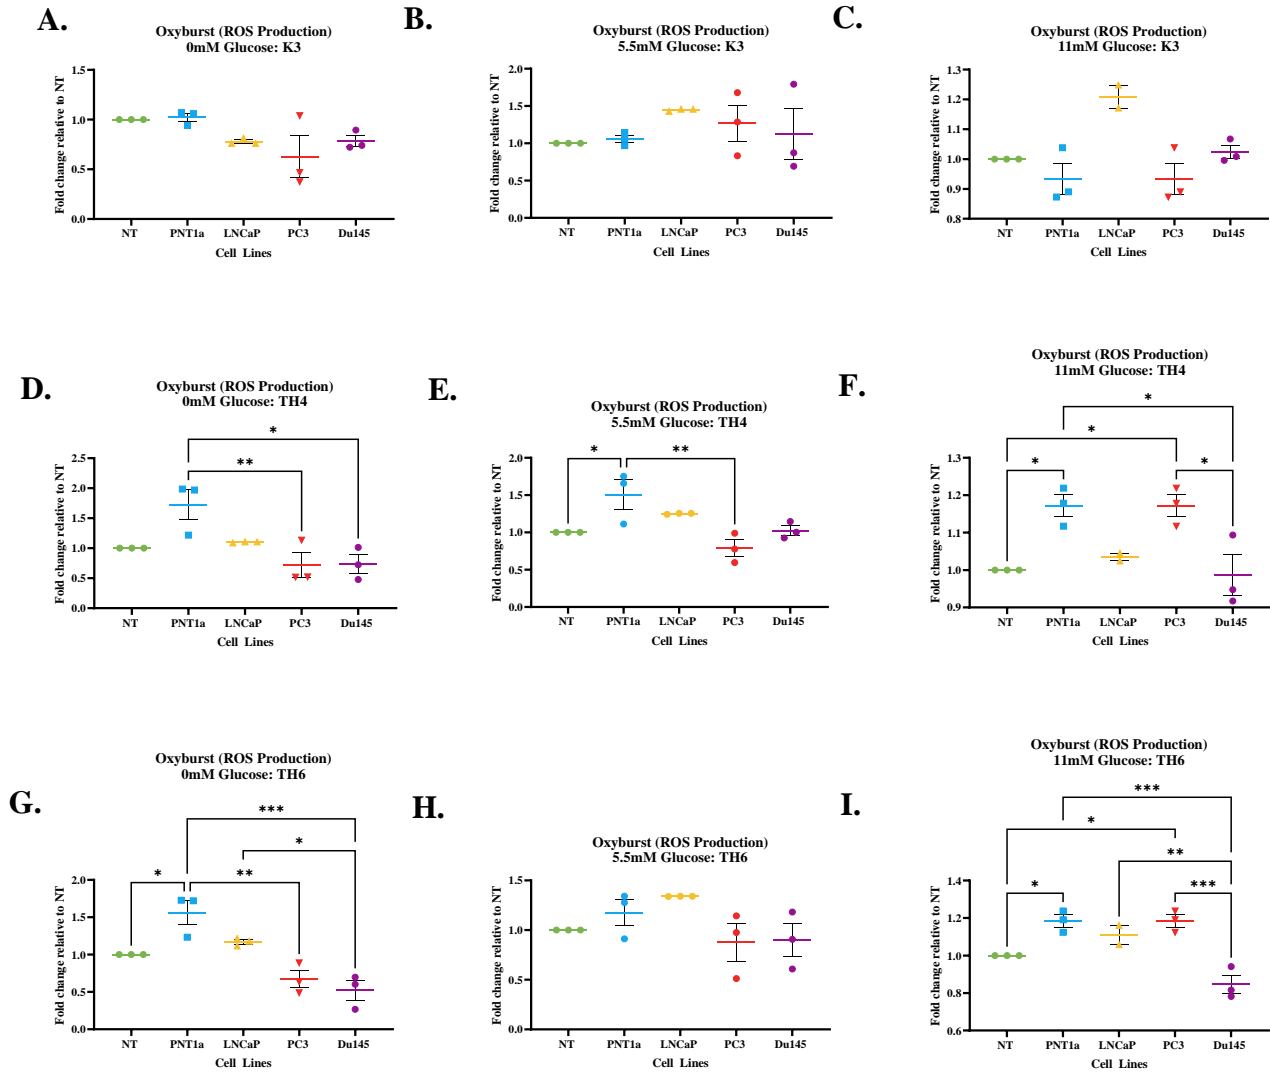 A.
Oxyburst (ROS Production)
0mM Glucose: K3
Fold change relative to NT
1.5
1.0
0.5
0.0
NT PNT1a LNCaP PC3 Du145
Cell Lines
B.
Oxyburst (ROS Production)
5.5mM Glucose: K3
Fold change relative to NT
2.0
1.5
1.0
0.5
0.0
NT PNT1a LNCaP PC3 Du145
Cell Lines
C.
Oxyburst (ROS Production)
11mM Glucose: K3
Fold change relative to NT
1.3
1.2
1.1
1.0
0.9
0.8
NT PNT1a LNCaP PC3 Du145
Cell Lines
D.
Oxyburst (ROS Production)
0mM Glucose: TH4
*
**
Fold change relative to NT
2.5
2.0
1.5
1.0
0.5
0.0
NT PNT1a LNCaP PC3 Du145
Cell Lines
E.
Oxyburst (ROS Production)
5.5mM Glucose: TH4
* **
Fold change relative to NT
2.0
1.5
1.0
0.5
0.0
NT PNT1a LNCaP PC3 Du145
Cell Lines
F.
Oxyburst (ROS Production)
11mM Glucose: TH4
*
*
* *
Fold change relative to NT
1.3
1.2
1.1
1.0
0.9
NT PNT1a LNCaP PC3 Du145
Cell Lines
G.
Oxyburst (ROS Production)
0mM Glucose: TH6
***
*
* **
Fold change relative to NT
2.0
1.5
1.0
0.5
0.0
NT PNT1a LNCaP PC3 Du145
Cell Lines
H.
Oxyburst (ROS Production)
5.5mM Glucose: TH6
Fold change relative to NT
1.5
1.0
0.5
0.0
NT PNT1a LNCaP PC3 Du145
Cell Lines
I.
Oxyburst (ROS Production)
11mM Glucose: TH6
***
*
**
* ***
Fold change relative to NT
1.4
1.2
1.0
0.8
0.6
NT PNT1a LNCaP PC3 Du145
Cell Lines